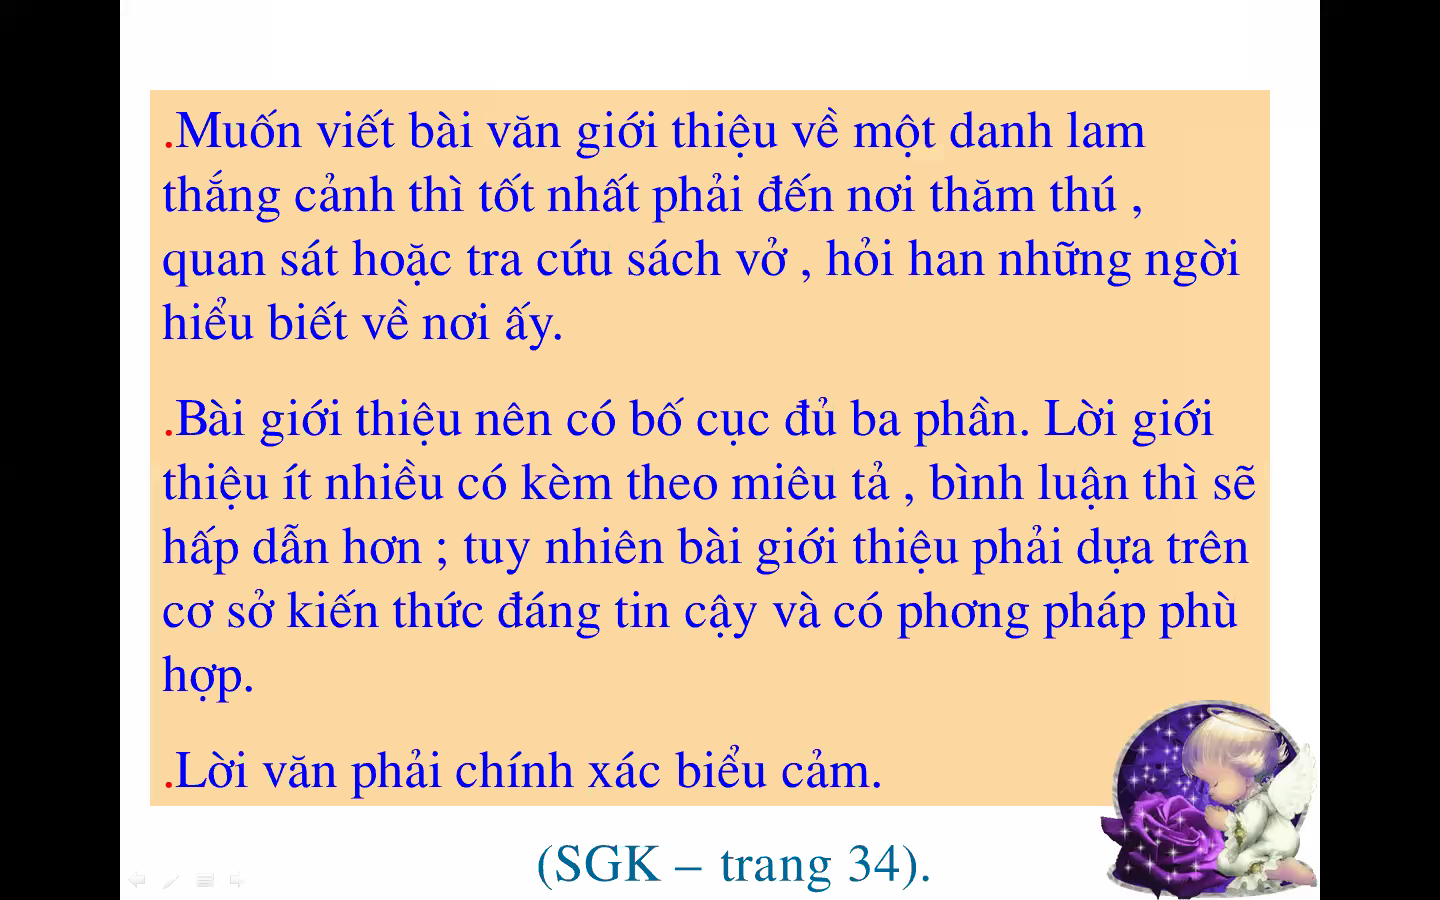 .Muốn viết bài văn giới thiệu về một danh lam
thắng cảnh thì tốt nhất phải đến nơi thăm thú ,
quan sát hoặc tra cứu sách vở , hỏi han những ngời
hiểu biết về nơi ấy.
.Bài giới thiệu nên có bố cục đủ ba phần. Lời giới
thiệu ít nhiều có kèm theo miêu tả , bình luận thì sẽ
hấp dẫn hơn ; tuy nhiên bài giới thiệu phải dựa trên
cơ sở kiến thức đáng tin cậy và có phơng pháp phù
hợp.
.Lời văn phải chính xác biểu cảm.
(SGK – trang 34).